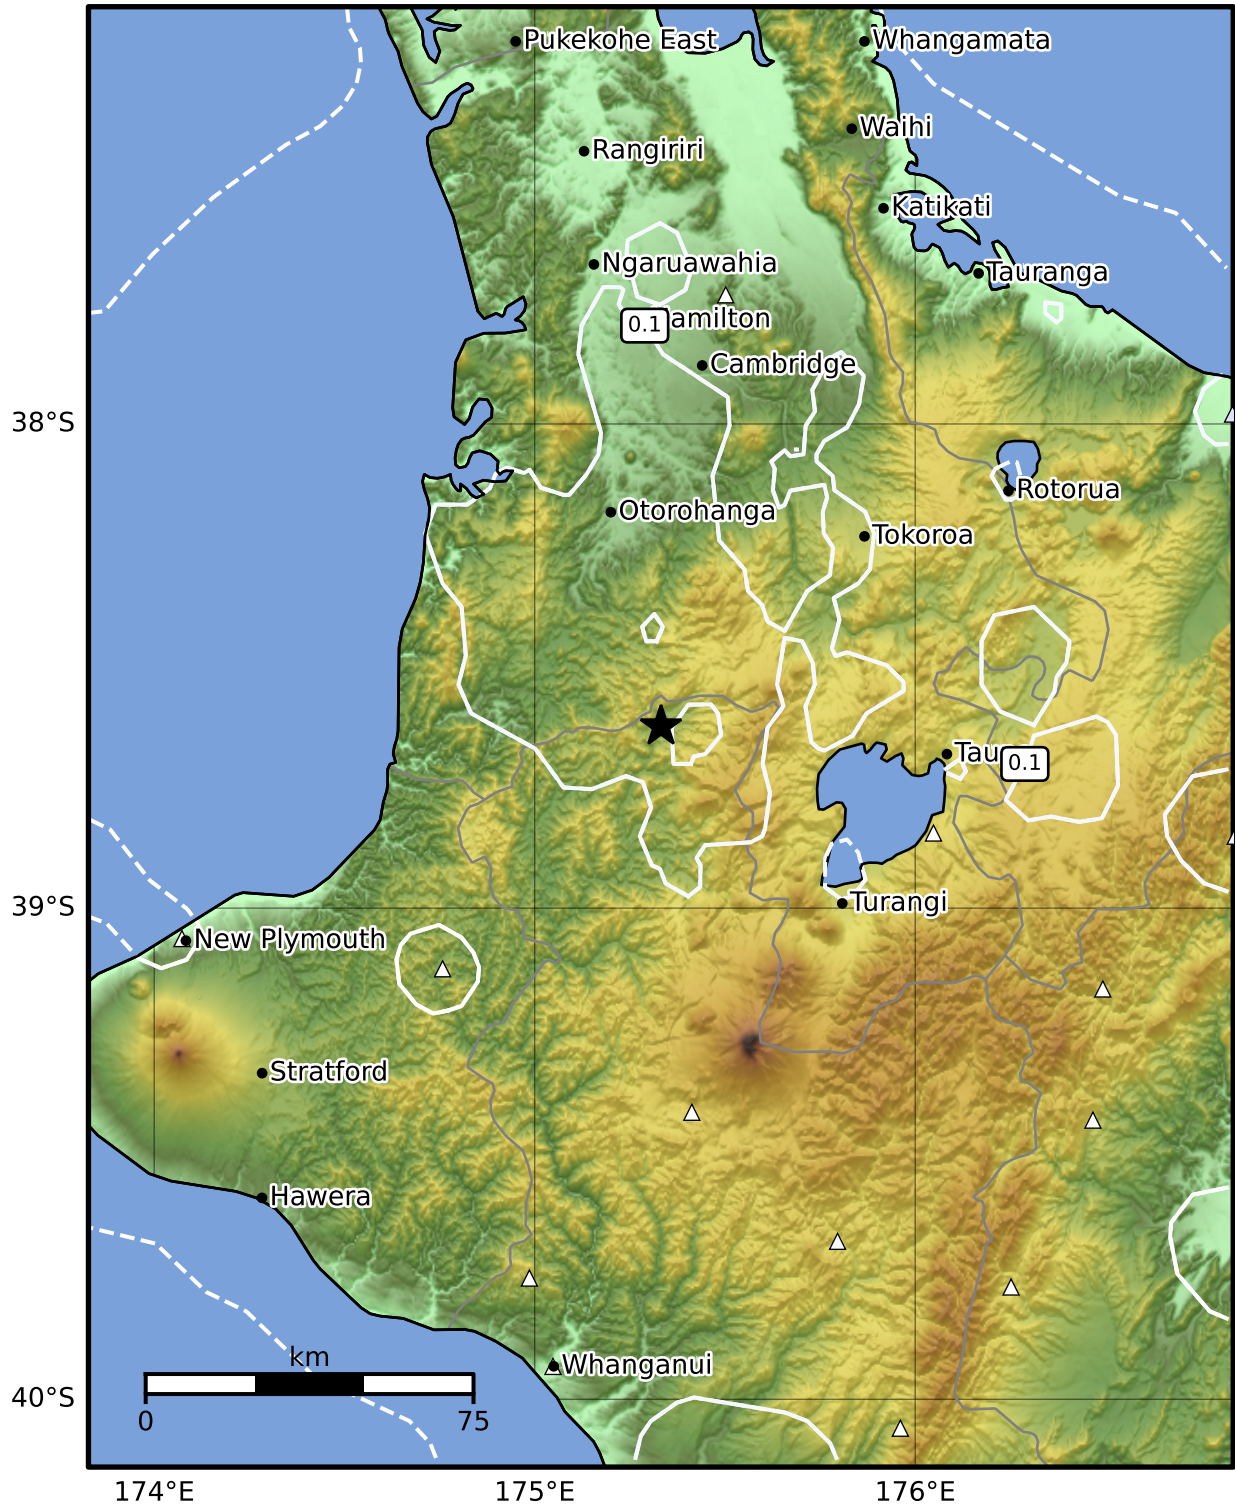 Pukekohe East
Whangamata
Waihi
Rangiriri
Katikati
Ngaruawahia
Tauranga
0.1
amilton
Cambridge
38°S
Rotorua
Otorohanga
Tokoroa
Tau
0.1
39°S
Turangi
New Plymouth
Stratford
Hawera
km
Whanganui
40°S
0
75
174°E
175°E
176°E